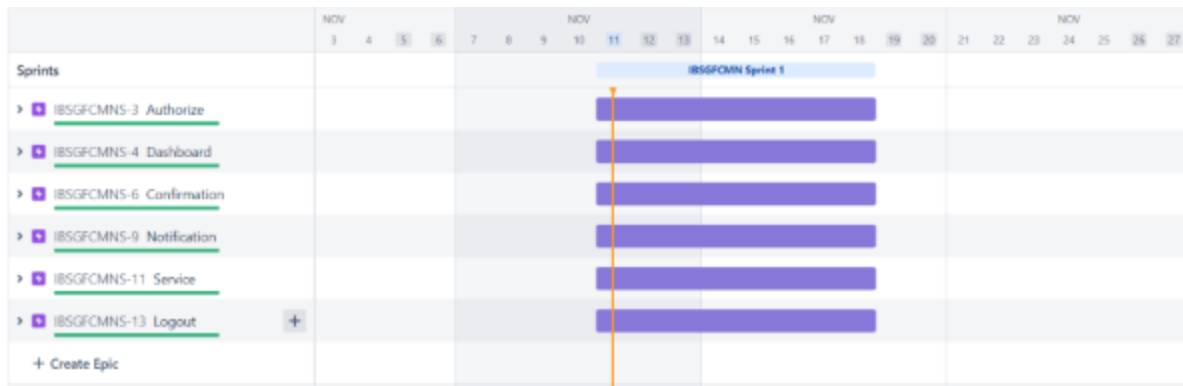 NOV NOV NOV NOV
3 4 5 6 7 8 9 10 11 12 13 14 15 16 17 18 19 20 21 22 23 24 25 26 27
Sprints IBSGFCMN Sprint 1
IBSGFCMNS-3 Authorize
IBSGFCMNS-4 Dashboard
IBSGFCMNS-6 Confirmation
IBSGFCMNS-9 Notification
IBSGFCMNS-11 Service
IBSGFCMNS-13 Logout +
+ Create Epic